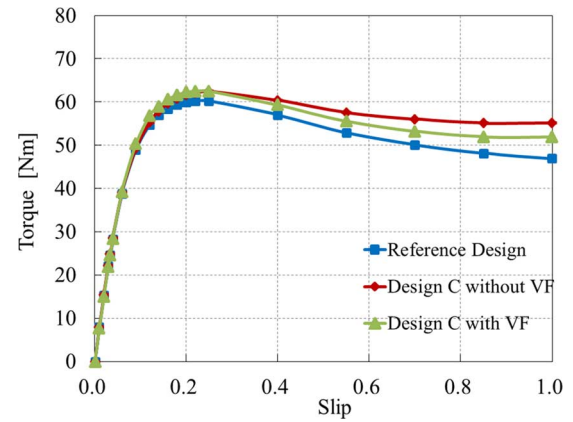 80
70
60
50
40
30
20
10
0
Torque [Nm]
Reference Design
Design C without VF
Design C with VF
0.0 0.2 0.4 0.6 0.8 1.0
Slip